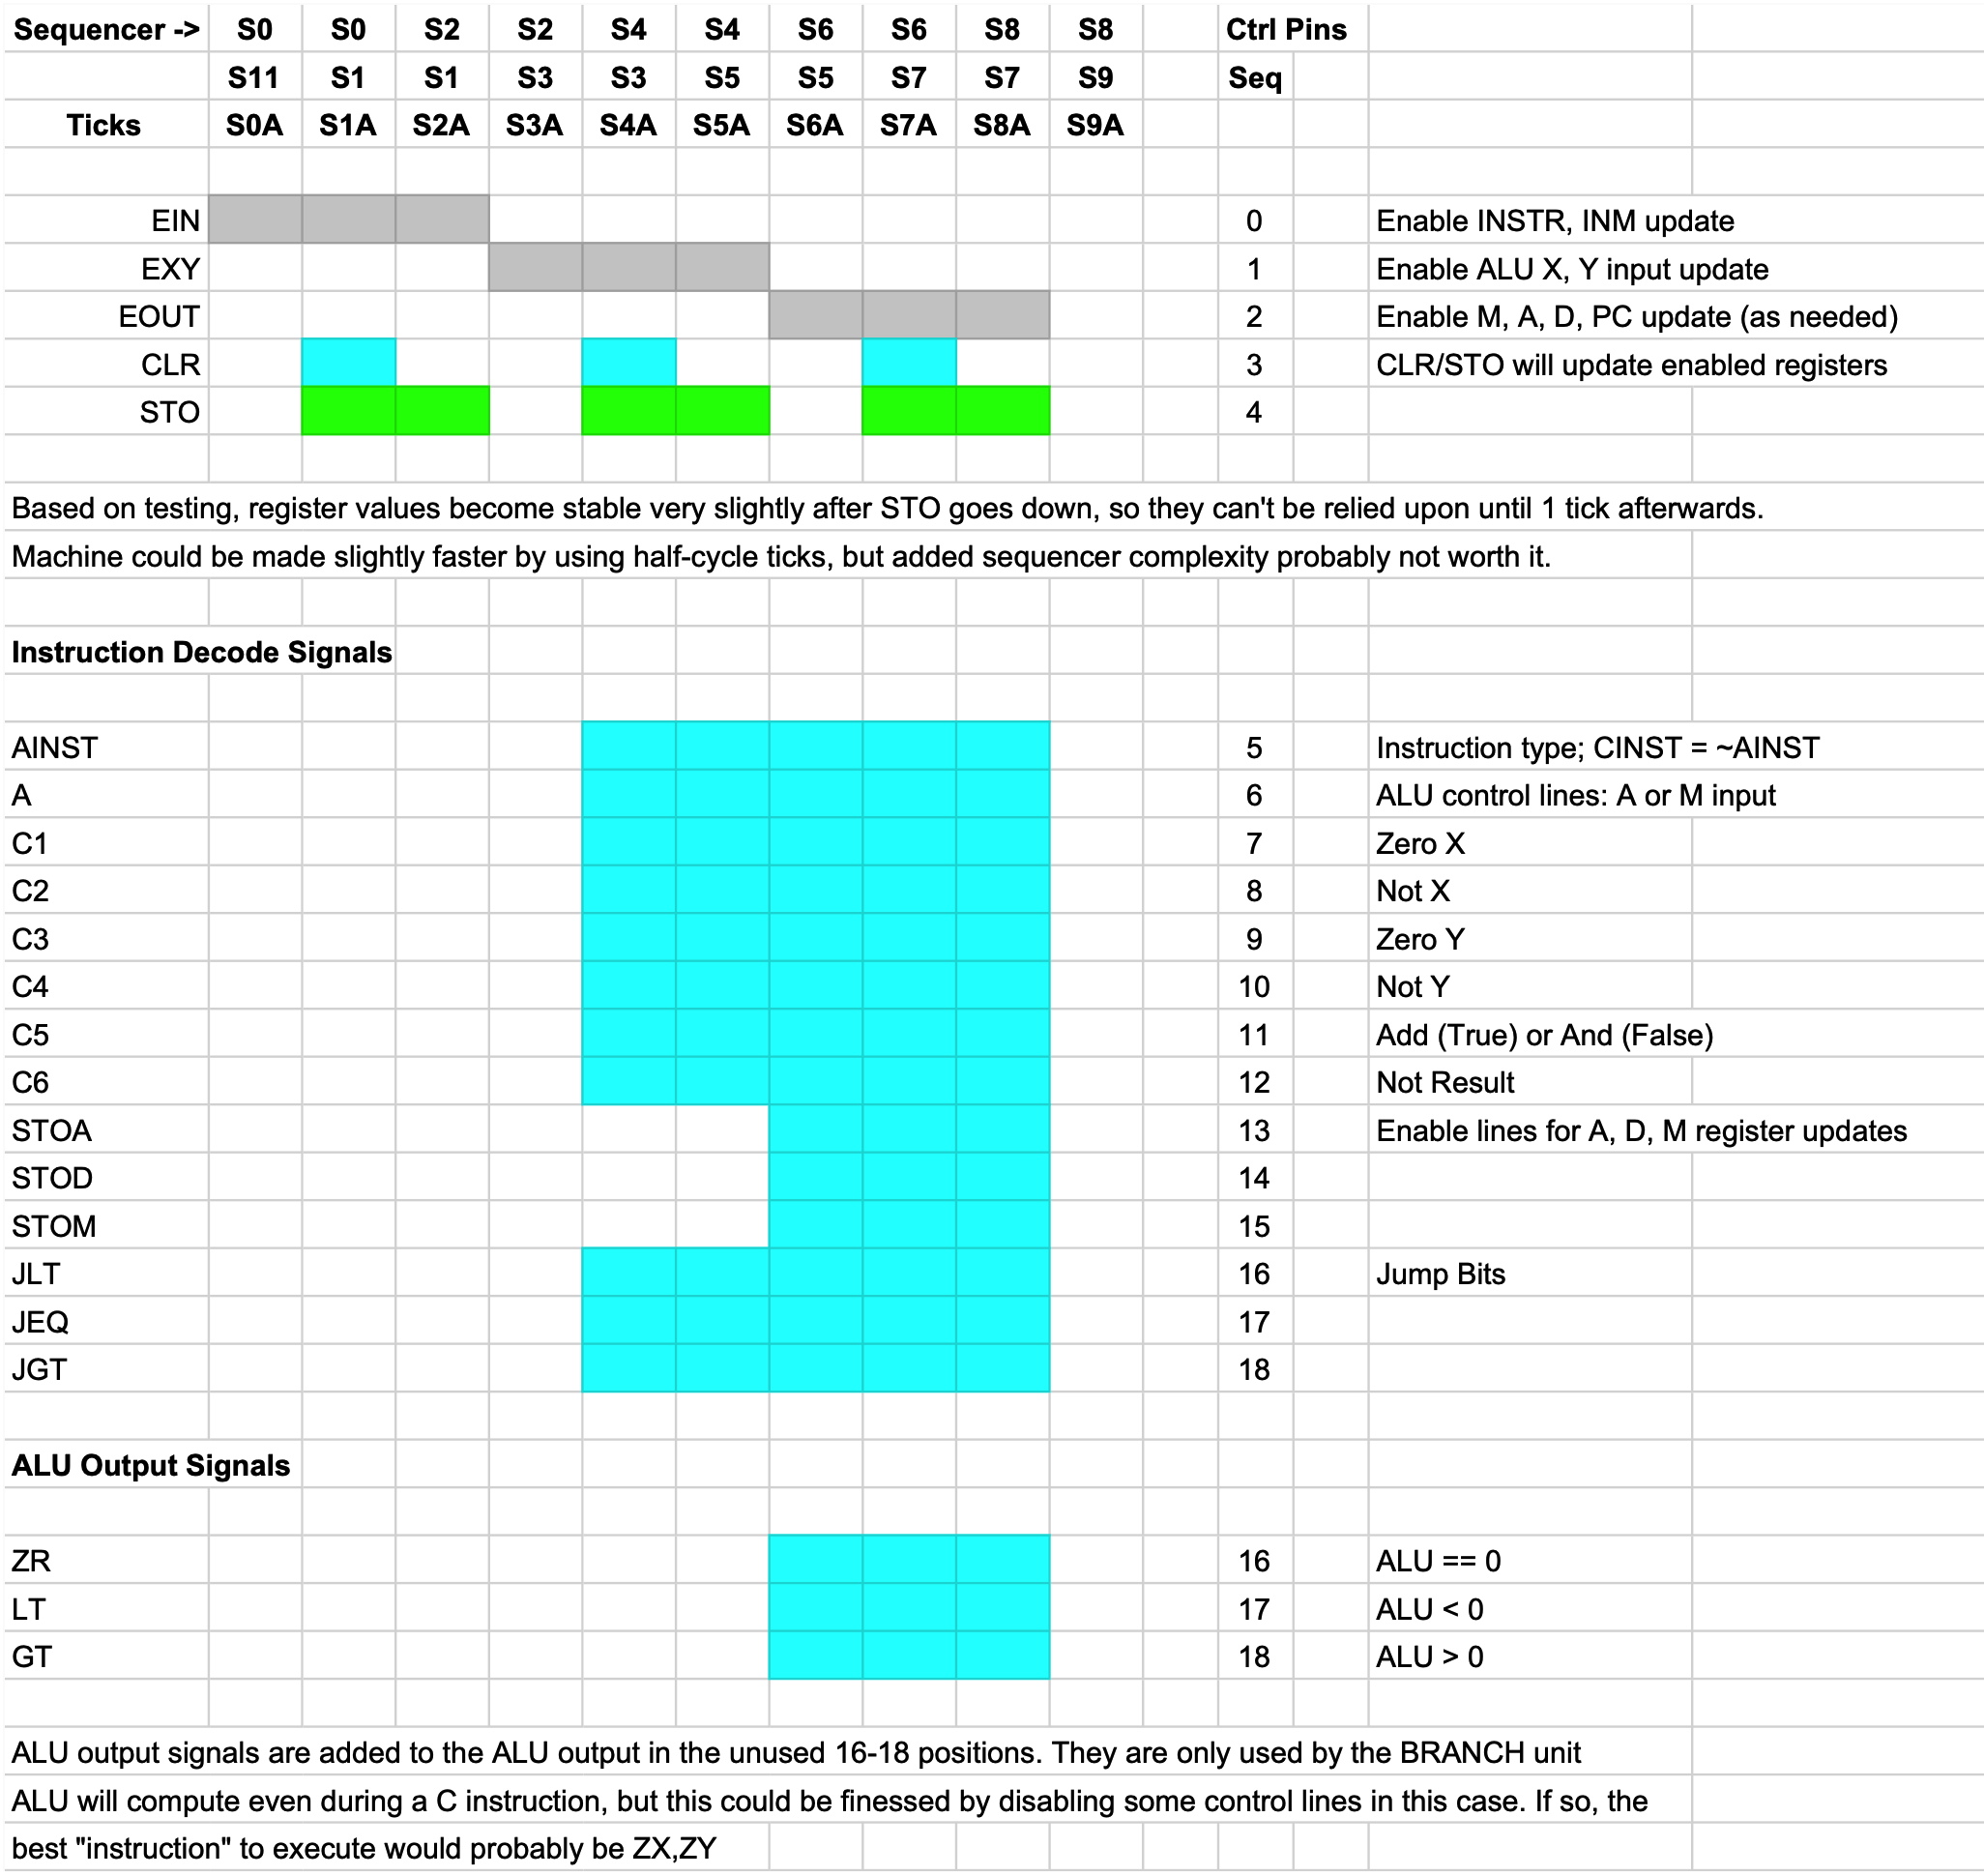 Sequencer -> S0 S0 S2 S2 S4 S4 S6 S6 S8 S8 Ctrl Pins
S11 S1 S1 S3 S3 S5 S5 S7 S7 S9 Seq
Ticks S0A S1A S2A S3A S4A S5A S6A S7A S8A S9A
EIN 0 Enable INSTR, INM update
EXY 1 Enable ALU X, Y input update
EOUT 2 Enable M, A, D, PC update (as needed)
CLR 3 CLR/STO will update enabled registers
STO 4
Based on testing, register values become stable very slightly after STO goes down, so they can't be relied upon until 1 tick afterwards.
Machine could be made slightly faster by using half-cycle ticks, but added sequencer complexity probably not worth it.
Instruction Decode Signals
AINST 5 Instruction type; CINST = ~AINST
A 6 ALU control lines: A or M input
C1 7 Zero X
C2 8 Not X
C3 9 Zero Y
C4 10 Not Y
C5 11 Add (True) or And (False)
C6 12 Not Result
STOA 13 Enable lines for A, D, M register updates
STOD 14
STOM 15
JLT 16 Jump Bits
JEQ 17
JGT 18
ALU Output Signals
ZR 16 ALU == 0
LT 17 ALU < 0
GT 18 ALU > 0
ALU output signals are added to the ALU output in the unused 16-18 positions. They are only used by the BRANCH unit
ALU will compute even during a C instruction, but this could be finessed by disabling some control lines in this case. If so, the
best "instruction" to execute would probably be ZX,ZY